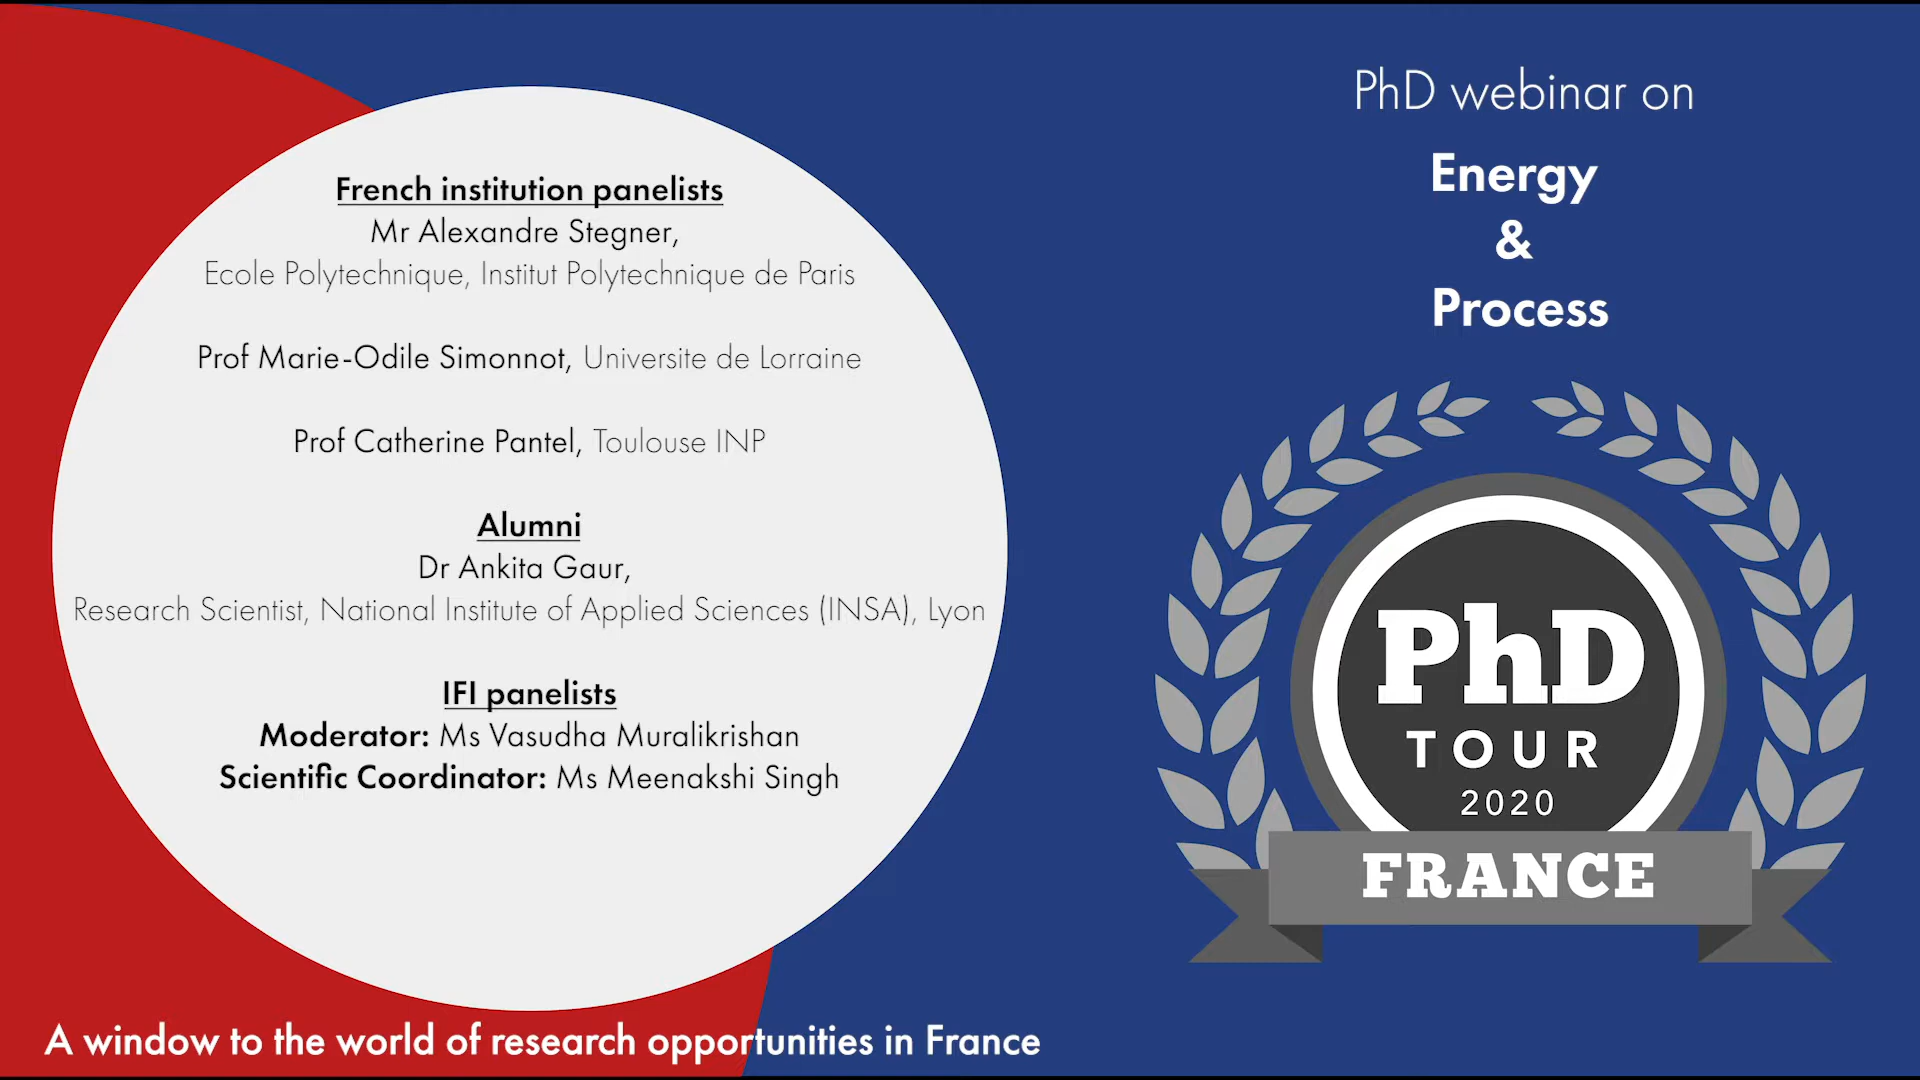 French institution panelists
Mr Alexandre Stegner,
Ecole Polytechnique, Institut Polytechnique de Paris
Prof Marie-Odile Simonnot, Universite de Lorraine
Prof Catherine Pantel, Toulouse INP
Alumni
Dr Ankita Gaur,
Research Scientist, National Institute of Applied Sciences (INSA), Lyon
IFI panelists
Moderator: Ms Vasudha Muralikrishan
Scientific Coordinator: Ms Meenakshi Singh
A window to the world of research opportunities in France
PhD webinar on
Energy
&
Process
PhD
TOUR
2020
FRANCE